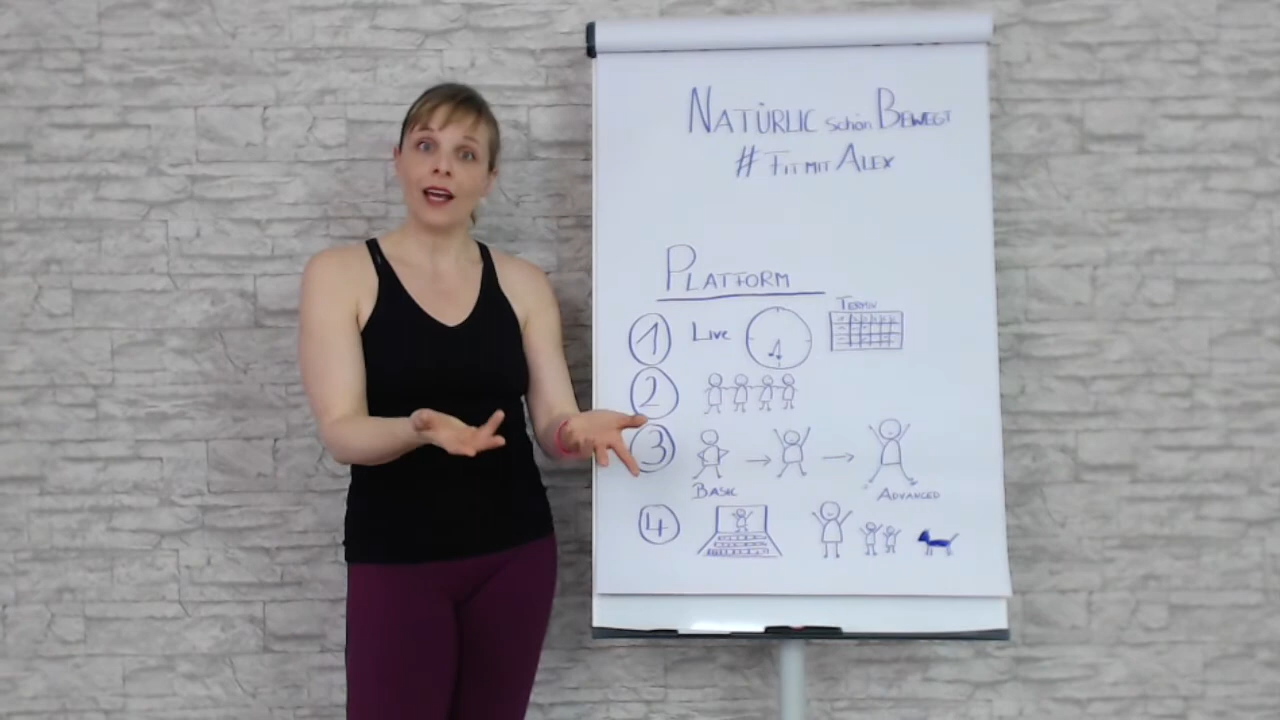 NATÜRLIC schön BEWEGT
# FIT MIT ALEX
PLATFORM
1 LIVE TERMIN
2
3
BASIC ADVANCED
4